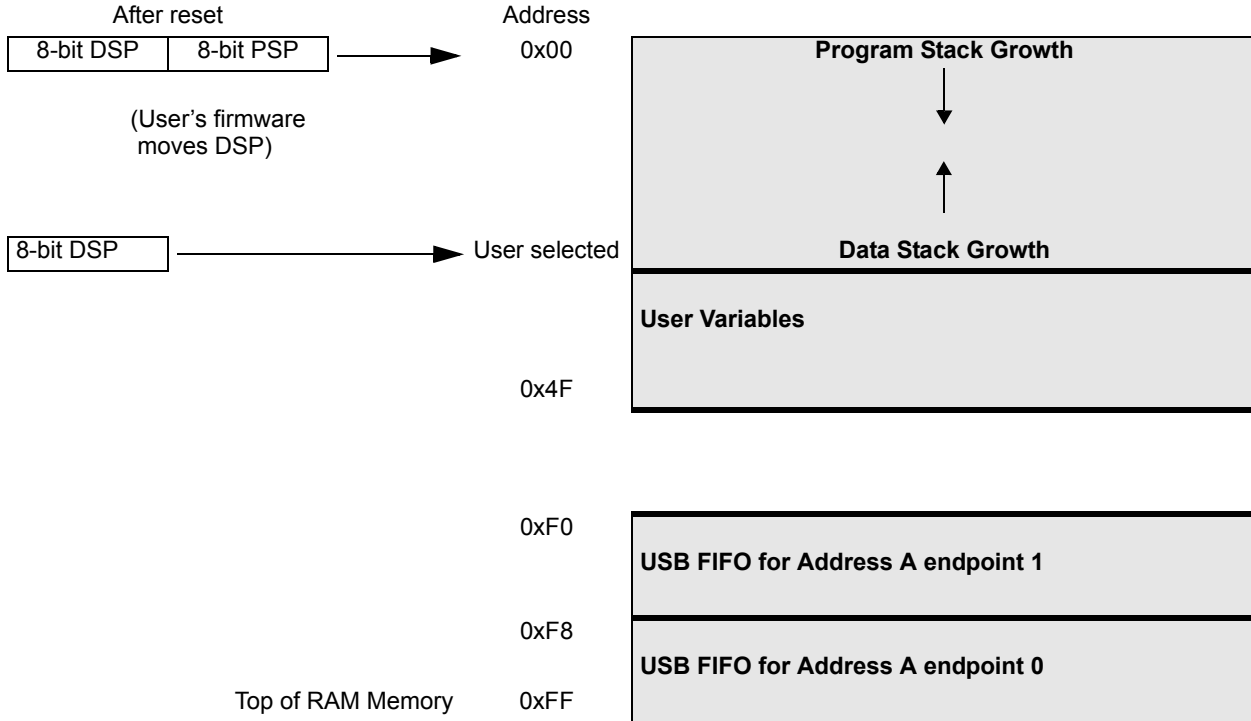 After reset
Address
8-bit DSP
8-bit PSP
0x00
Program Stack Growth
(User's firmware
moves DSP)
8-bit DSP
User selected
Data Stack Growth
User Variables
0x4F
0xF0
USB FIFO for Address A endpoint 1
0xF8
USB FIFO for Address A endpoint 0
Top of RAM Memory
0xFF